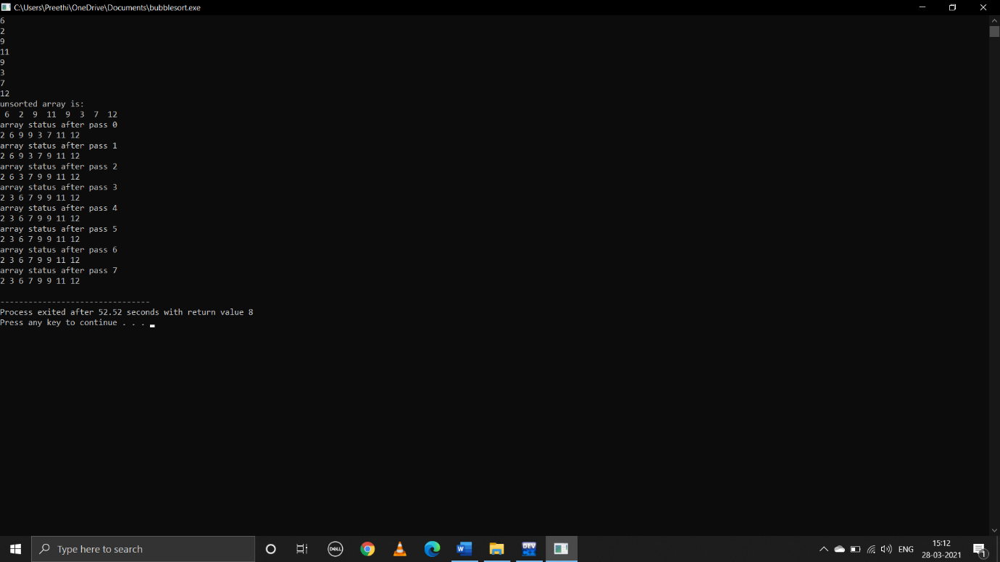 C:\Users\Preethi\OneDrive\Documents\bubblesort.exe
6
2
9
11
9
3
7
12
unsorted array is:
 6  2  9  11  9  3  7  12
array status after pass 0
2 6 9 9 3 7 11 12
array status after pass 1
2 6 9 3 7 9 11 12
array status after pass 2
2 6 3 7 9 9 11 12
array status after pass 3
2 3 6 7 9 9 11 12
array status after pass 4
2 3 6 7 9 9 11 12
array status after pass 5
2 3 6 7 9 9 11 12
array status after pass 6
2 3 6 7 9 9 11 12
array status after pass 7
2 3 6 7 9 9 11 12
--------------------------------
Process exited after 52.52 seconds with return value 8
Press any key to continue . . .
Type here to search
DELL
W
DEV
C++
ENG
15:12
28-03-2021
1